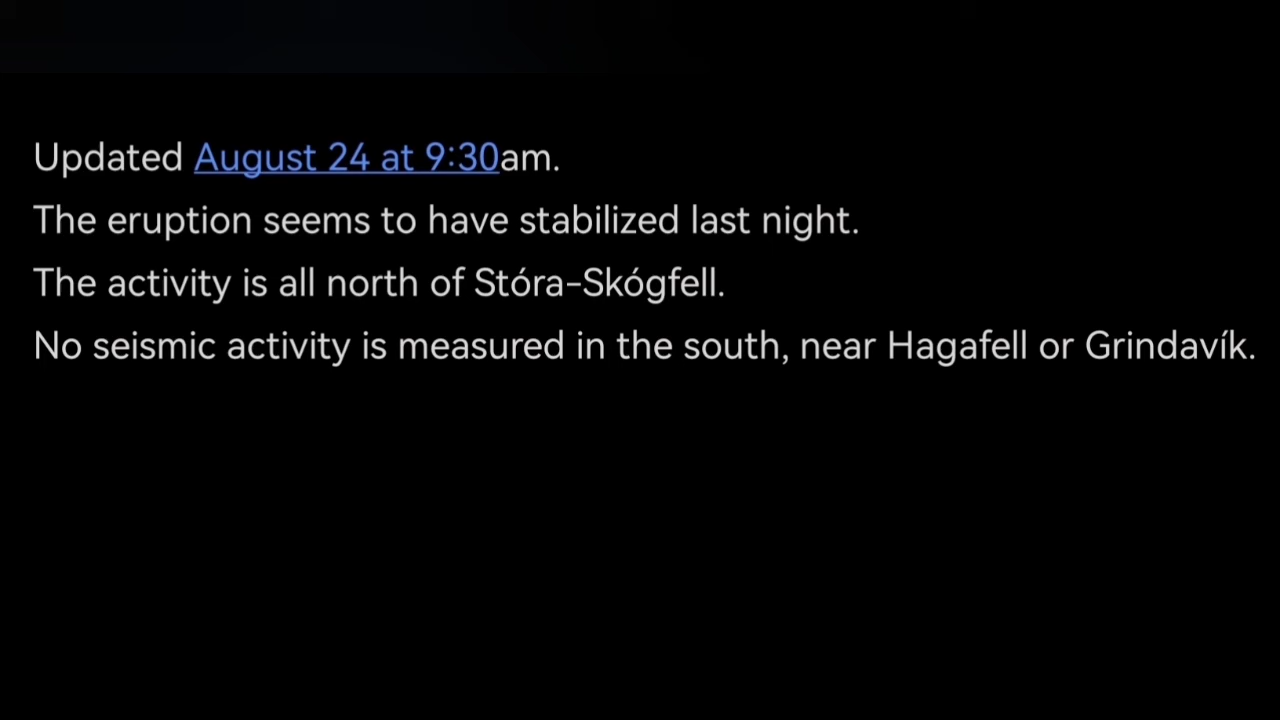 Updated August 24 at 9:30am.
The eruption seems to have stabilized last night.
The activity is all north of Stóra-Skógfell.
No seismic activity is measured in the south, near Hagafell or Grindavík.